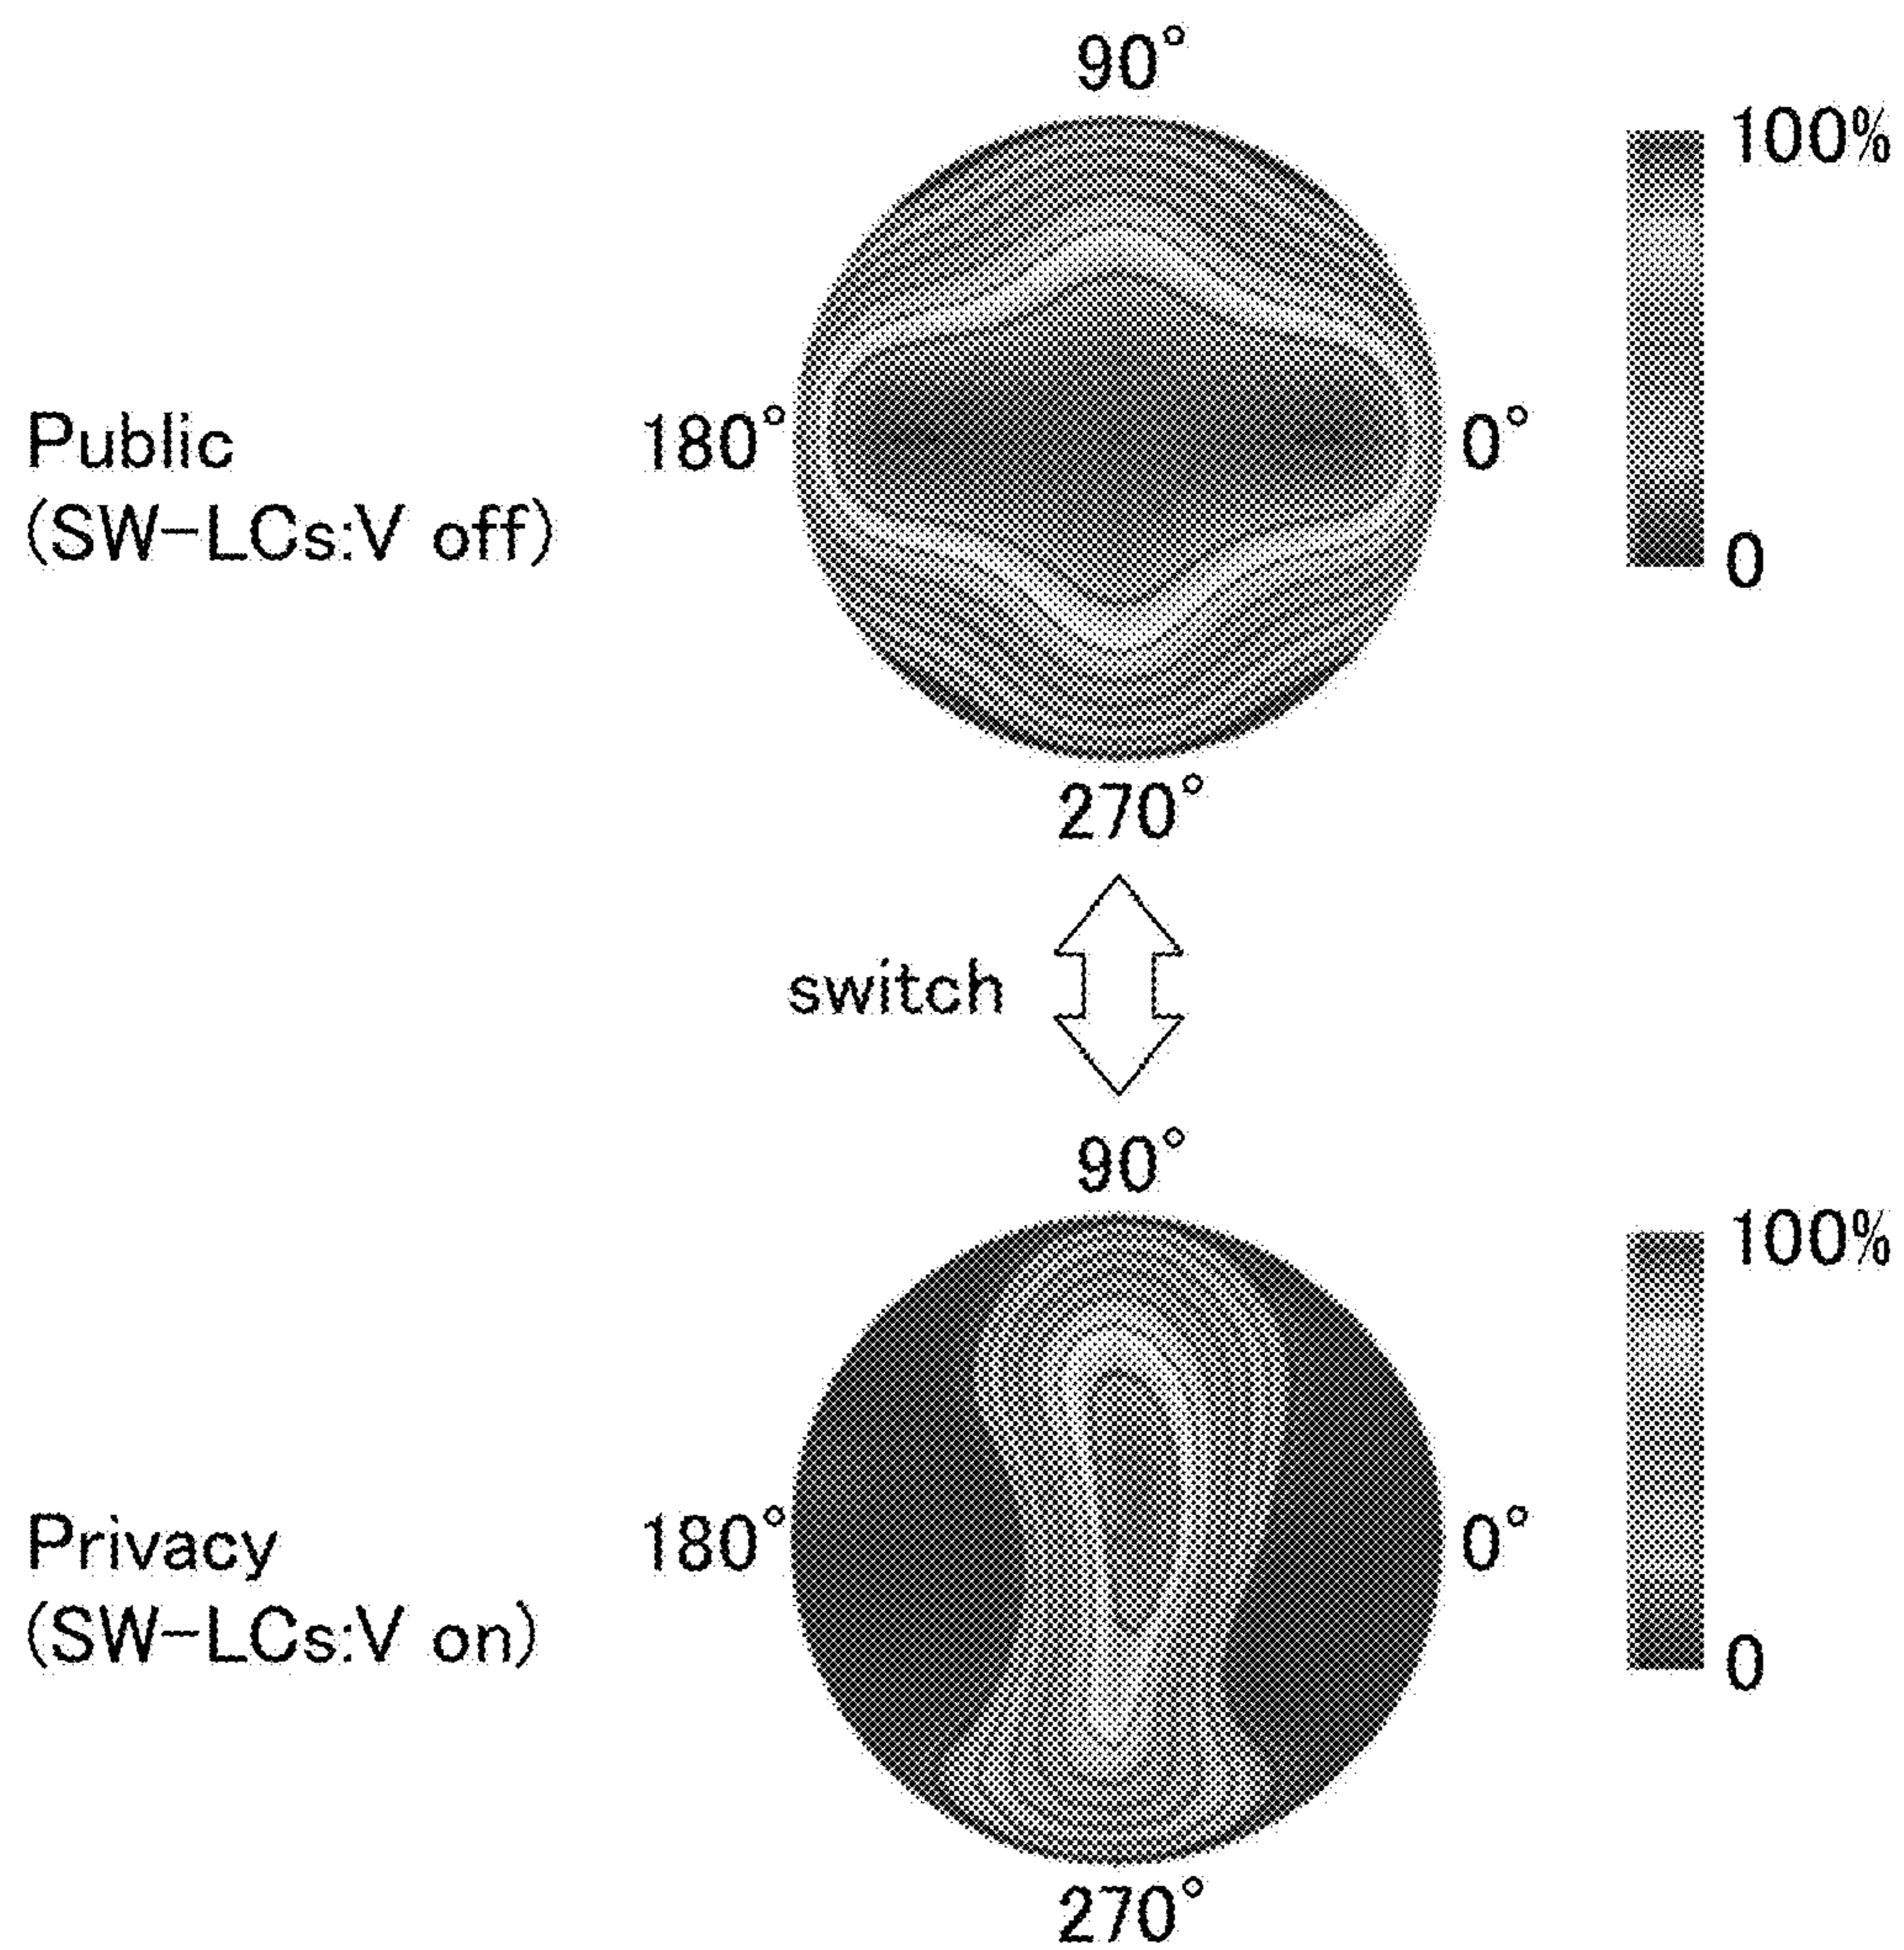 90°
100%
Public
(SW-LCs:V off)
180°
0°
0
270°
switch
90°
100%
Privacy
(SW-LCs:V on)
180°
0°
0
270°